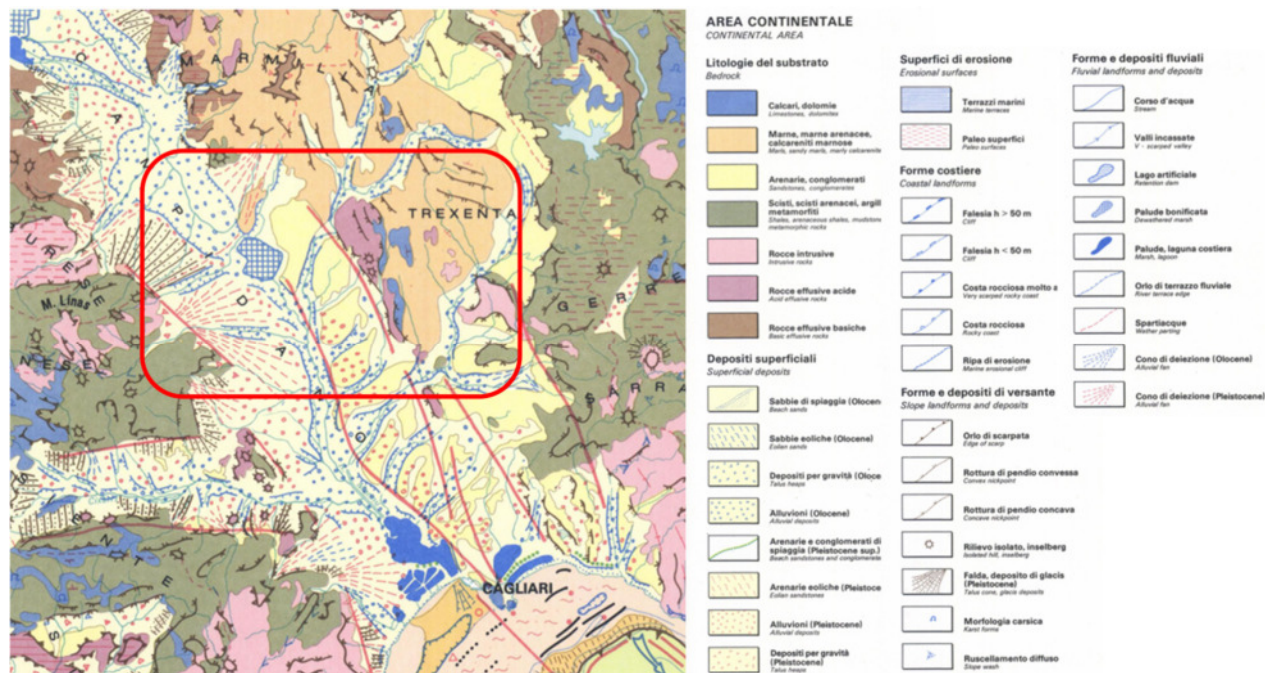 MARMILLA
CAMPIDANO
TREXENTA
M. Linas
GERRE
SARRA
CAGLIARI
AREA CONTINENTALE
CONTINENTAL AREA
Litologie del substrato
Bedrock
Calcari, dolomie
Limestones, dolomites
Marne, marne arenacee,
calcareniti marnose
Marls, sandy marls, marly calcarenite
Arenarie, conglomerati
Sandstones, conglomerates
Scisti, scisti arenacei, argill
metamorfiti
Shales, arenaceous shales, mudstone
metamorphic rocks
Rocce intrusive
Intrusive rocks
Rocce effusive acide
Acid effusive rocks
Rocce effusive basiche
Basic effusive rocks
Depositi superficiali
Superficial deposits
Sabbie di spiaggia (Olocen
Beach sands
Sabbie eoliche (Olocene)
Eolian sands
Depositi per gravità (Oloce
Talus heaps
Alluvioni (Olocene)
Alluvial deposits
Arenarie e conglomerati di
spiaggia (Pleistocene sup.)
Beach sandstones and conglomerate
Arenarie eoliche (Pleistoce
Eolian sandstones
Alluvioni (Pleistocene)
Alluvial deposits
Depositi per gravità
(Pleistocene)
Talus heaps
Superfici di erosione
Erosional surfaces
Terrazzi marini
Marine terraces
Paleo superfici
Paleo surfaces
Forme costiere
Coastal landforms
Falesia h > 50 m
Cliff
Falesia h < 50 m
Cliff
Costa rocciosa molto a
Very scarped rocky coast
Costa rocciosa
Rocky coast
Ripa di erosione
Marine erosional cliff
Forme e depositi di versante
Slope landforms and deposits
Orlo di scarpata
Edge of scarp
Rottura di pendio convessa
Convex nickpoint
Rottura di pendio concava
Concave nickpoint
Rilievo isolato, inselberg
Isolated hill, inselberg
Falda, deposito di glacis
(Pleistocene)
Talus cone, glacis deposits
Morfologia carsica
Karst forms
Ruscellamento diffuso
Slope wash
Forme e depositi fluviali
Fluvial landforms and deposits
Corso d'acqua
Stream
Valli incassate
V - scarped valley
Lago artificiale
Retention dam
Palude bonificata
Dewathered marsh
Palude, laguna costiera
Marsh, lagoon
Orlo di terrazzo fluviale
River terrace edge
Spartiacque
Wather parting
Cono di deiezione (Olocene)
Alluvial fan
Cono di deiezione (Pleistocene)
Alluvial fan